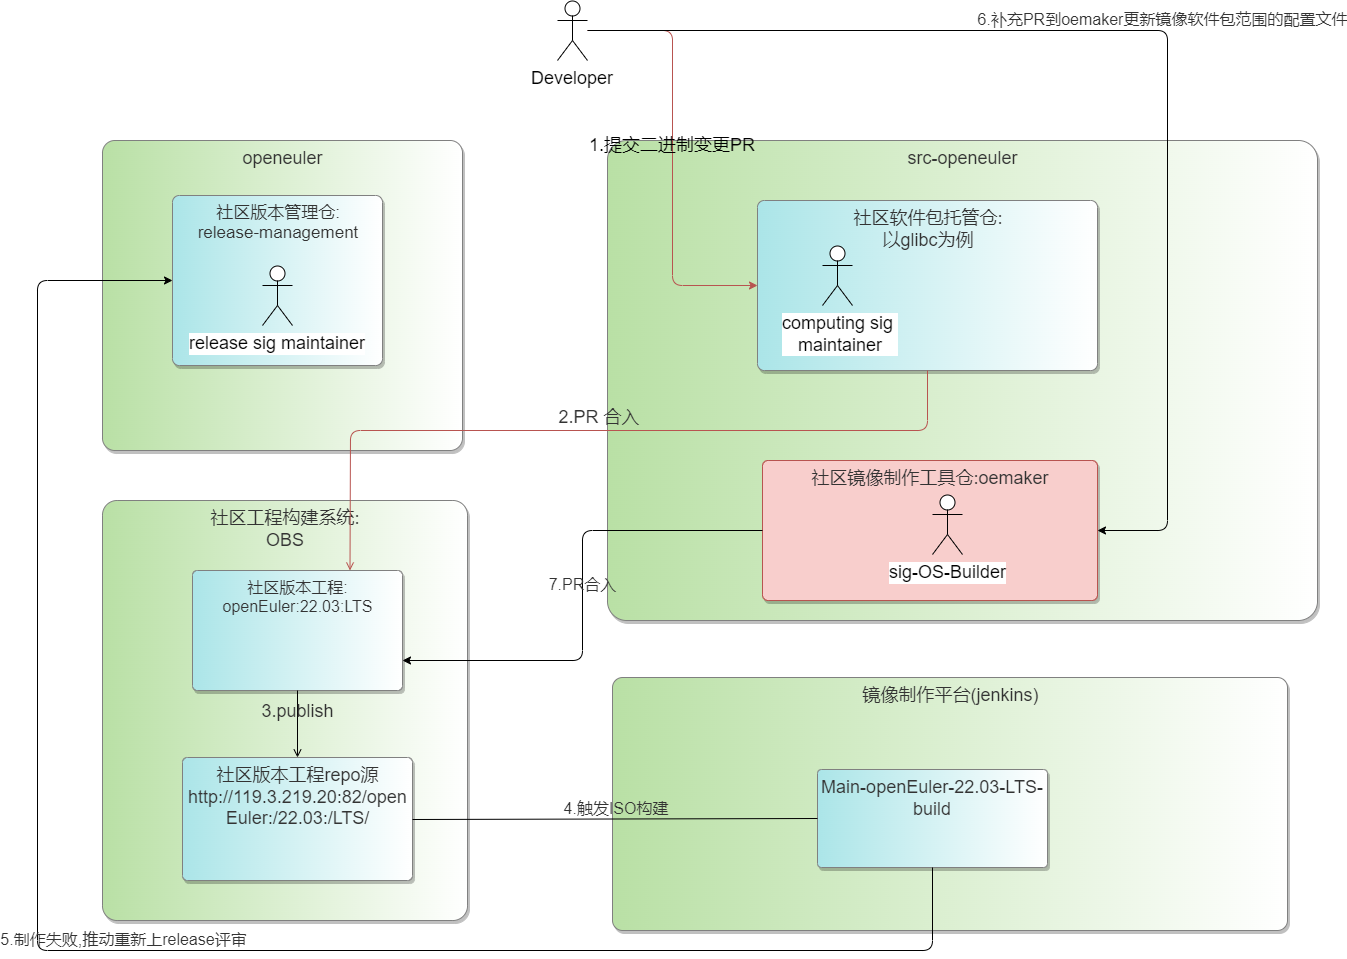 6.补充PR到oemaker更新镜像软件包范围的配置文件
Developer
1.提交二进制变更PR
openeuler
社区版本管理仓:
release-management
release sig maintainer
src-openeuler
社区软件包托管仓:
以glibc为例
computing sig
maintainer
2.PR 合入
社区镜像制作工具仓:oemaker
sig-OS-Builder
7.PR合入
社区工程构建系统:
OBS
社区版本工程:
openEuler:22.03:LTS
3.publish
社区版本工程repo源
http://119.3.219.20:82/open
Euler:/22.03:/LTS/
4.触发ISO构建
镜像制作平台(jenkins)
Main-openEuler-22.03-LTS-
build
5.制作失败,推动重新上release评审